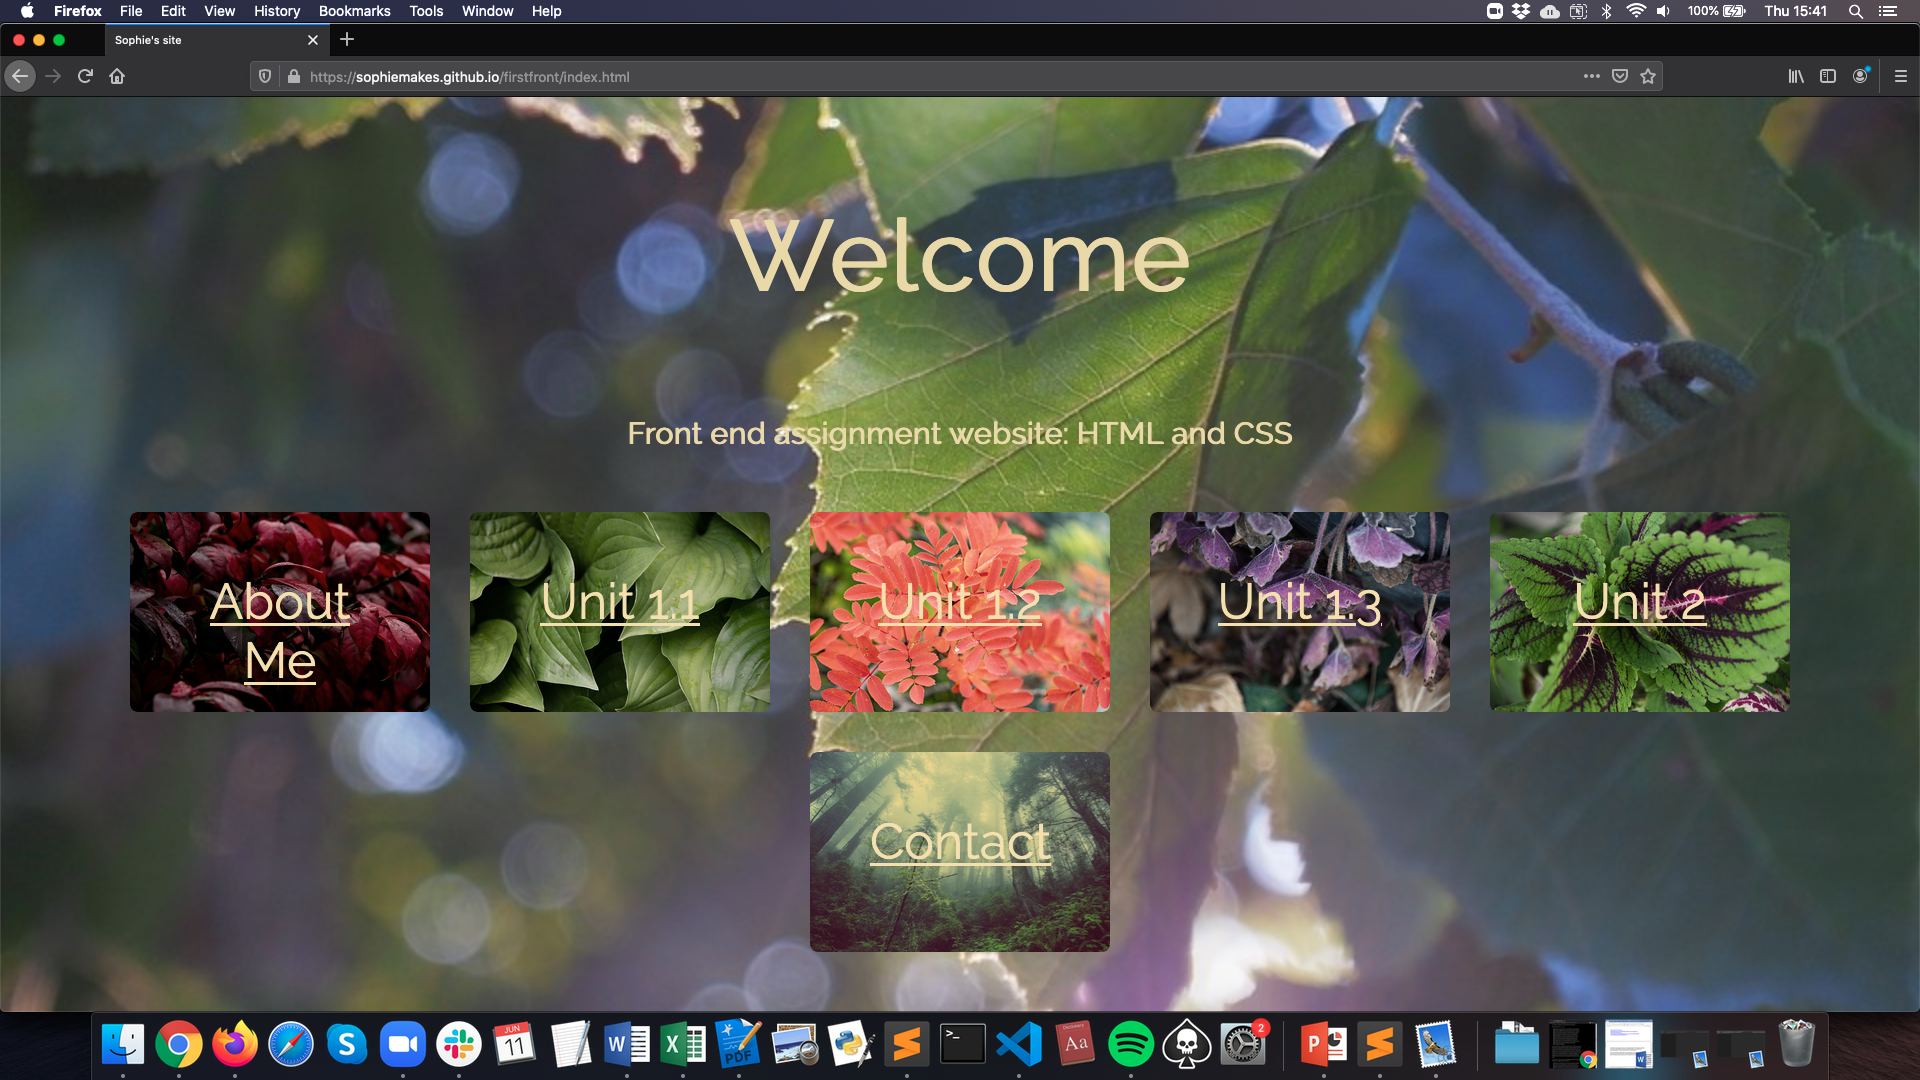 Firefox File Edit View History Bookmarks Tools Window Help 100% Thu 15:41
Sophie's site
https://sophiemakes.github.io/firstfront/index.html
Welcome
Front end assignment website: HTML and CSS
About
Me
Unit 1.1
Unit 1.2
Unit 1.3
Unit 2
Contact
JUN
11
PDF
Aa
2